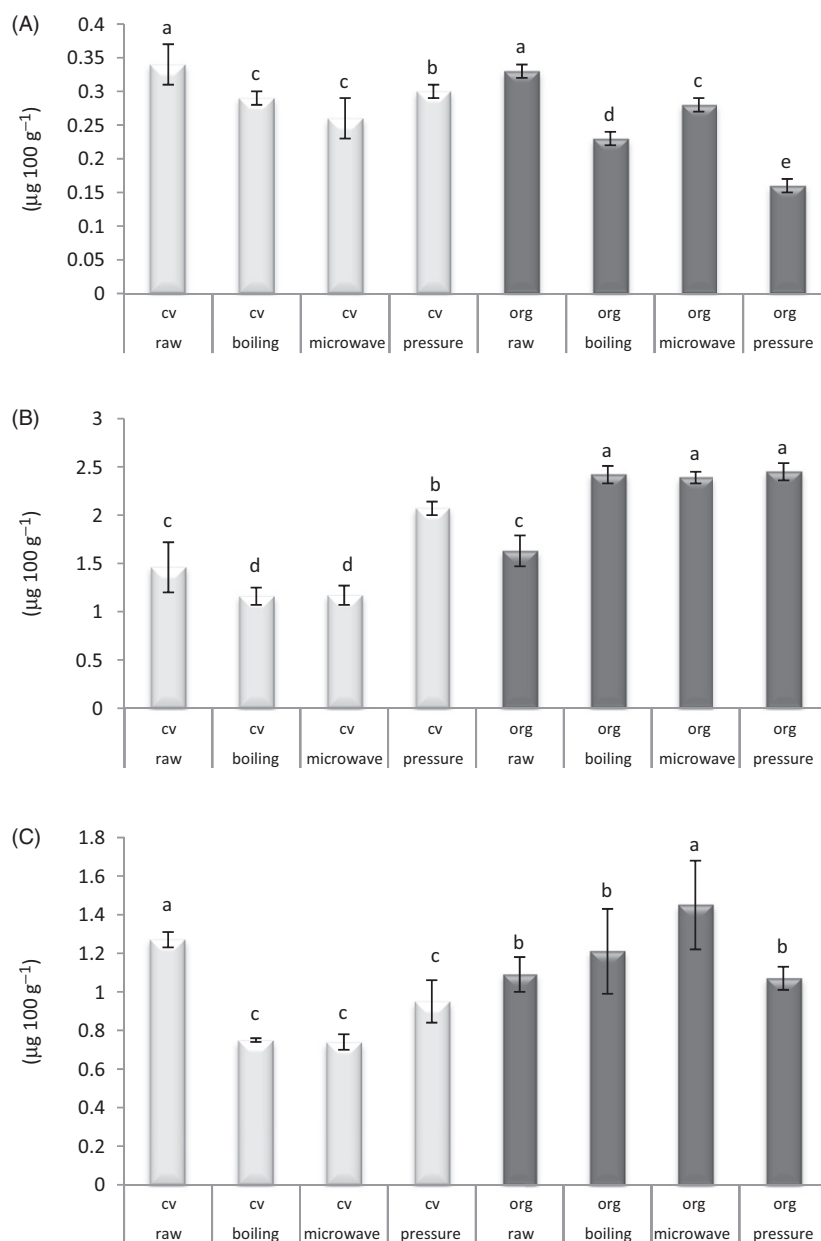 (A)
(µg 100 g⁻¹)
0.4
0.35
0.3
0.25
0.2
0.15
0.1
0.05
0
a c c b a d c e
cv cv cv cv org org org org
raw boiling microwave pressure raw boiling microwave pressure
(B)
(µg 100 g⁻¹)
3
2.5
2
1.5
1
0.5
0
c d d b c a a a
cv cv cv cv org org org org
raw boiling microwave pressure raw boiling microwave pressure
(C)
(µg 100 g⁻¹)
1.8
1.6
1.4
1.2
1
0.8
0.6
0.4
0.2
0
a c c c b b a b
cv cv cv cv org org org org
raw boiling microwave pressure raw boiling microwave pressure